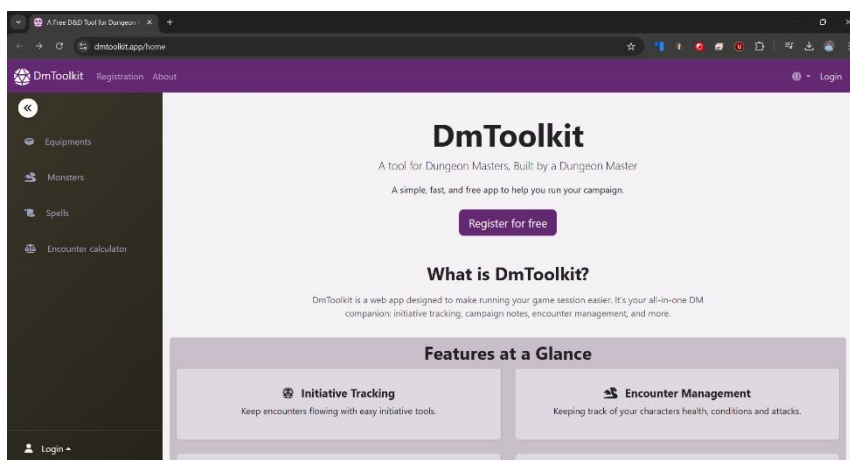 A Free D&D Tool for Dungeon
dmtoolkit.app/home
DmToolkit Registration About
Login
Equipments
Monsters
Spells
Encounter calculator
Login
DmToolkit
A tool for Dungeon Masters, Built by a Dungeon Master
A simple, fast, and free app to help you run your campaign.
Register for free
What is DmToolkit?
DmToolkit is a web app designed to make running your game session easier. It's your all-in-one DM
companion: initiative tracking, campaign notes, encounter management, and more.
Features at a Glance
Initiative Tracking
Keep encounters flowing with easy initiative tools.
Encounter Management
Keeping track of your characters health, conditions and attacks.